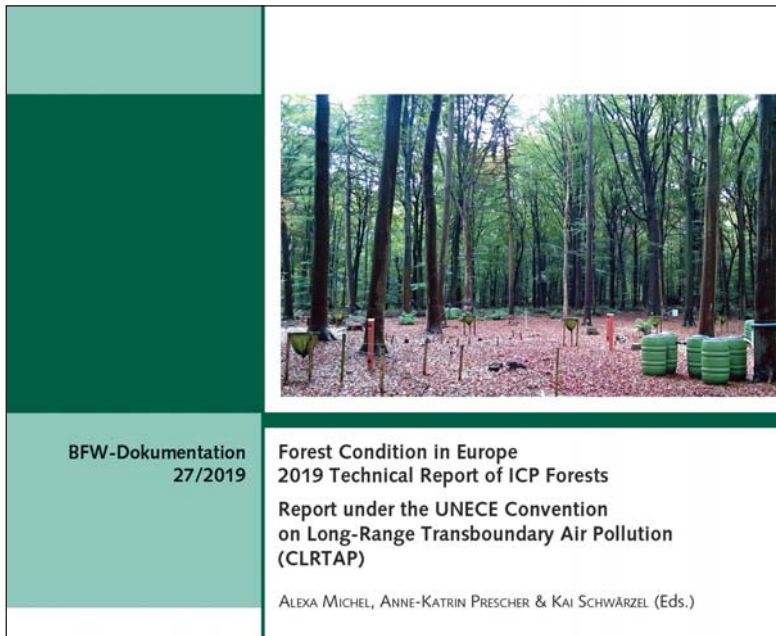 BFW-Dokumentation
27/2019
Forest Condition in Europe
2019 Technical Report of ICP Forests
Report under the UNECE Convention
on Long-Range Transboundary Air Pollution
(CLRTAP)
Alexa Michel, Anne-Katrin Prescher & Kai Schwärzel (Eds.)